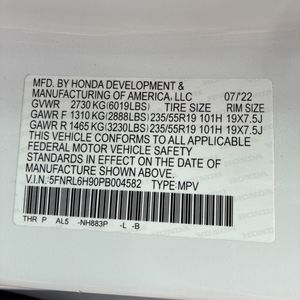 MFD. BY HONDA DEVELOPMENT &
MANUFACTURING OF AMERICA, LLC 07/'22
GVWR 2730 KG (6019LBS) TIRE SIZE RIM SIZE
GAWR F 1310 KG (2888LBS) 235/55R19 101H 19X7.5J
GAWR R 1465 KG (3230LBS) 235/55R19 101H 19X7.5J
THIS VEHICLE CONFORMS TO ALL APPLICABLE
FEDERAL MOTOR VEHICLE SAFETY
STANDARDS IN EFFECT ON THE DATE OF
MANUFACTURE SHOWN ABOVE.
V.I.N.:5FNRL6H90PB004582 TYPE:MPV
THR P AL5 -NH883P -L -B